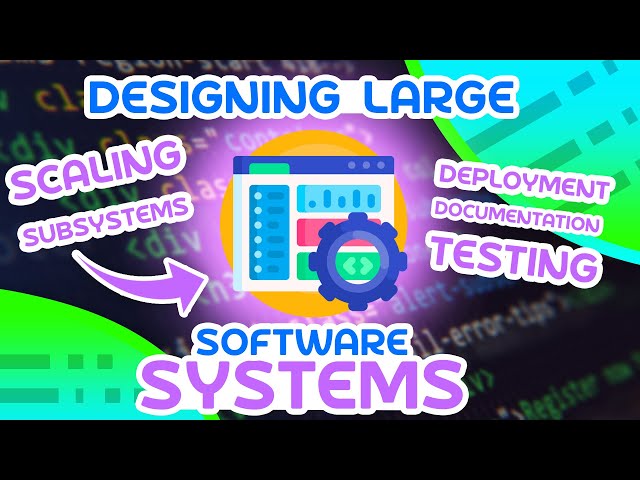 DESIGNING LARGE
SCALING
SUBSYSTEMS
DEPLOYMENT
DOCUMENTATION
TESTING
SOFTWARE
SYSTEMS